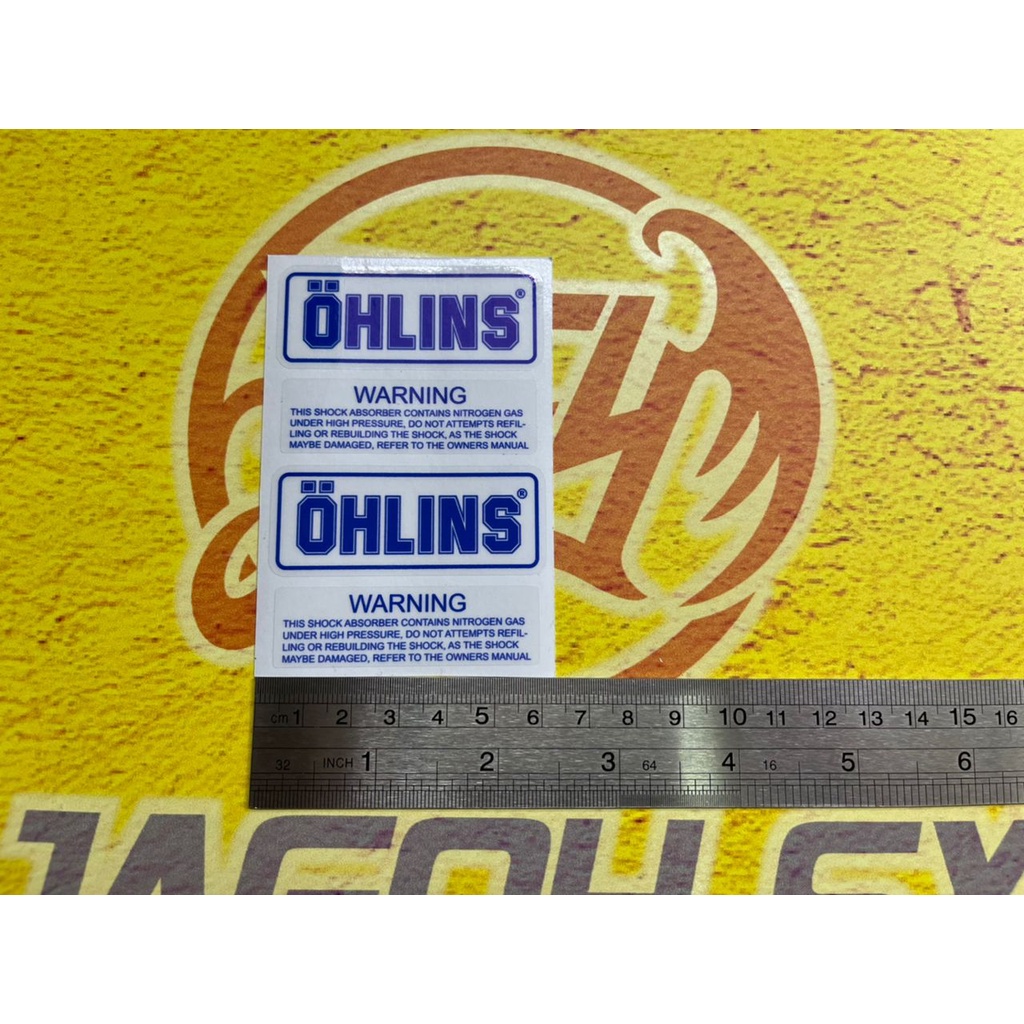 ÖHLINS®
WARNING
THIS SHOCK ABSORBER CONTAINS NITROGEN GAS
UNDER HIGH PRESSURE, DO NOT ATTEMPTS REFIL-
LING OR REBUILDING THE SHOCK, AS THE SHOCK
MAYBE DAMAGED, REFER TO THE OWNERS MANUAL
ÖHLINS®
WARNING
THIS SHOCK ABSORBER CONTAINS NITROGEN GAS
UNDER HIGH PRESSURE, DO NOT ATTEMPTS REFIL-
LING OR REBUILDING THE SHOCK, AS THE SHOCK
MAYBE DAMAGED, REFER TO THE OWNERS MANUAL
cm 1 2 3 4 5 6 7 8 9 10 11 12 13 14 15 16
32 INCH 1 2 3 64 4 16 5 6